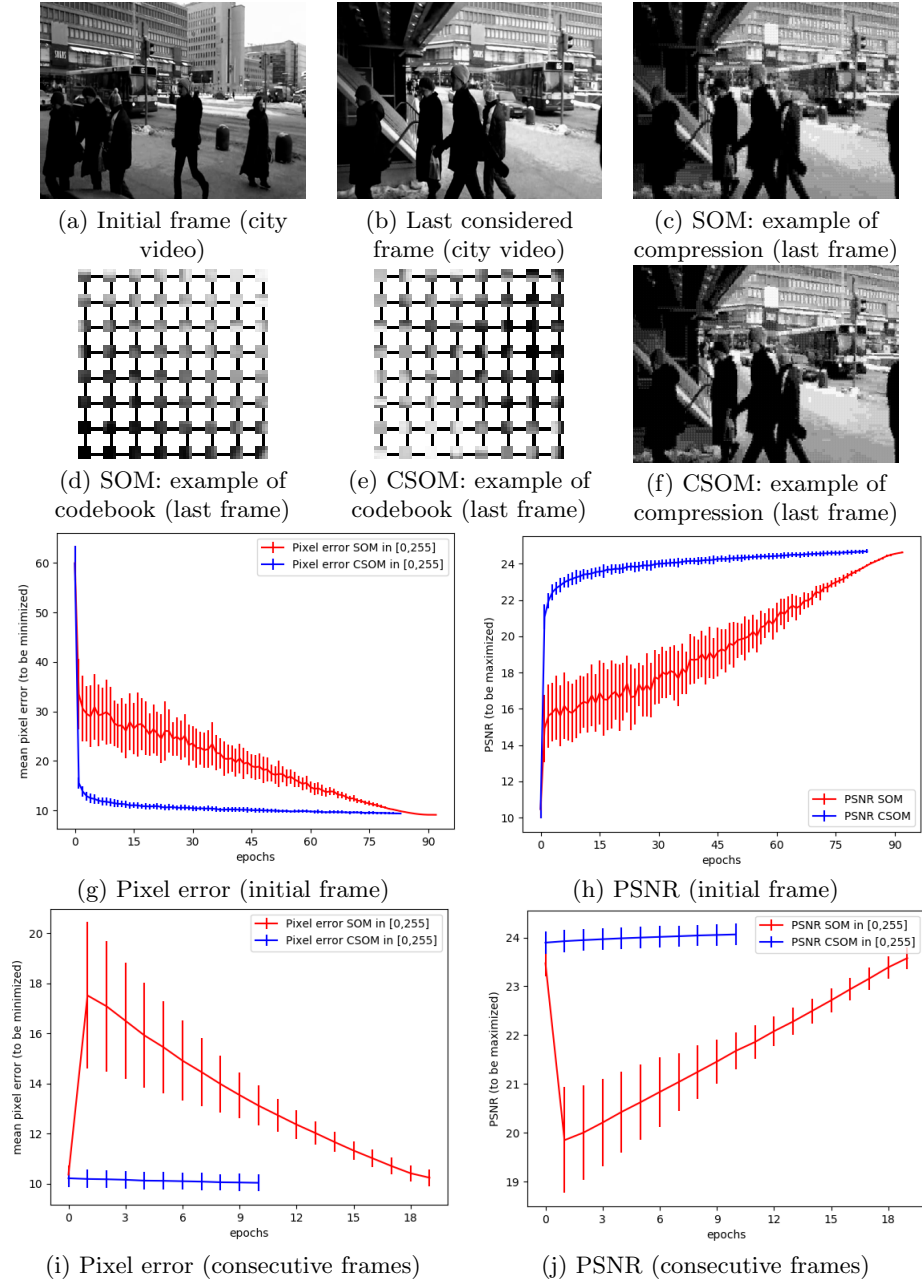 (a) Initial frame (city
video)
(b) Last considered
frame (city video)
(c) SOM: example of
compression (last frame)
(d) SOM: example of
codebook (last frame)
(e) CSOM: example of
codebook (last frame)
(f) CSOM: example of
compression (last frame)
mean pixel error (to be minimized)
60
50
40
30
20
10
Pixel error SOM in [0,255]
Pixel error CSOM in [0,255]
0 15 30 45 60 75 90
epochs
(g) Pixel error (initial frame)
PSNR (to be maximized)
24
22
20
18
16
14
12
10
PSNR SOM
PSNR CSOM
0 15 30 45 60 75 90
epochs
(h) PSNR (initial frame)
mean pixel error (to be minimized)
20
18
16
14
12
10
Pixel error SOM in [0,255]
Pixel error CSOM in [0,255]
0 3 6 9 12 15 18
epochs
(i) Pixel error (consecutive frames)
PSNR (to be maximized)
24
23
22
21
20
19
PSNR SOM in [0,255]
PSNR CSOM in [0,255]
0 3 6 9 12 15 18
epochs
(j) PSNR (consecutive frames)